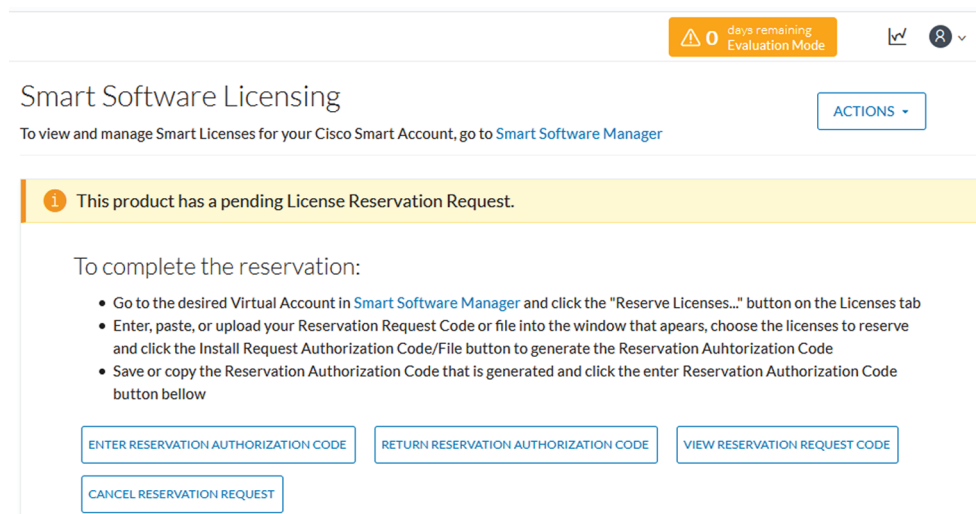 0 days remaining
Evaluation Mode
Smart Software Licensing
ACTIONS
To view and manage Smart Licenses for your Cisco Smart Account, go to Smart Software Manager
This product has a pending License Reservation Request.
To complete the reservation:
• Go to the desired Virtual Account in Smart Software Manager and click the "Reserve Licenses..." button on the Licenses tab
• Enter, paste, or upload your Reservation Request Code or file into the window that apears, choose the licenses to reserve
and click the Install Request Authorization Code/File button to generate the Reservation Auhtorization Code
• Save or copy the Reservation Authorization Code that is generated and click the enter Reservation Authorization Code
button bellow
ENTER RESERVATION AUTHORIZATION CODE RETURN RESERVATION AUTHORIZATION CODE VIEW RESERVATION REQUEST CODE
CANCEL RESERVATION REQUEST